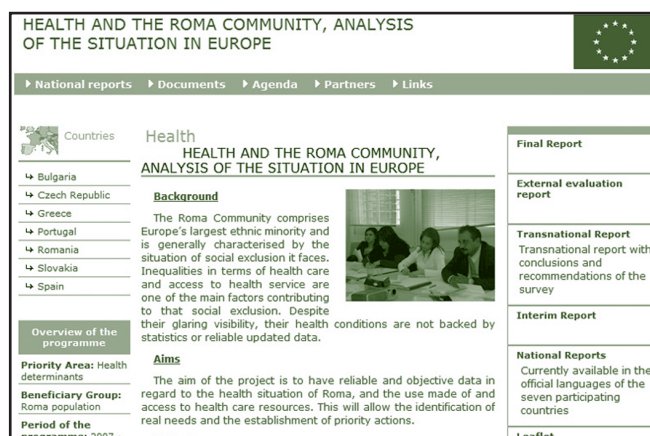 HEALTH AND THE ROMA COMMUNITY, ANALYSIS
OF THE SITUATION IN EUROPE
National reports
Documents
Agenda
Partners
Links
Countries
Bulgaria
Czech Republic
Greece
Portugal
Romania
Slovakia
Spain
Overview of the
programme
Priority Area: Health
determinants
Beneficiary Group:
Roma population
Period of the
programme: 2007 -
Health
HEALTH AND THE ROMA COMMUNITY,
ANALYSIS OF THE SITUATION IN EUROPE
Background
The Roma Community comprises
Europe´s largest ethnic minority and
is generally characterised by the
situation of social exclusion it faces.
Inequalities in terms of health care
and access to health service are
one of the main factors contributing
to that social exclusion. Despite
their glaring visibility, their health conditions are not backed by
statistics or reliable updated data.
Aims
The aim of the project is to have reliable and objective data in
regard to the health situation of Roma, and the use made of and
access to health care resources. This will allow the identification of
real needs and the establishment of priority actions.
Final Report
External evaluation
report
Transnational Report
Transnational report with
conclusions and
recommendations of the
survey
Interim Report
National Reports
Currently available in the
official languages of the
seven participating
countries
Leaflet